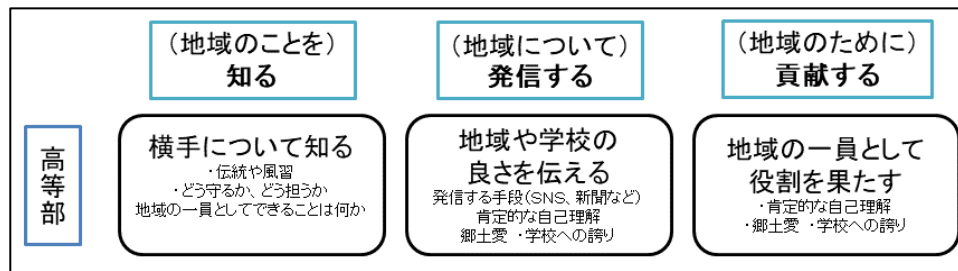 （地域のことを）
知る
（地域について）
発信する
（地域のために）
貢献する
高等部
横手について知る
・伝統や風習
・どう守るか、どう担うか
地域の一員としてできることは何か
地域や学校の
良さを伝える
発信する手段(SNS、新聞など)
肯定的な自己理解
郷土愛 ・学校への誇り
地域の一員として
役割を果たす
・肯定的な自己理解
・郷土愛 ・学校への誇り